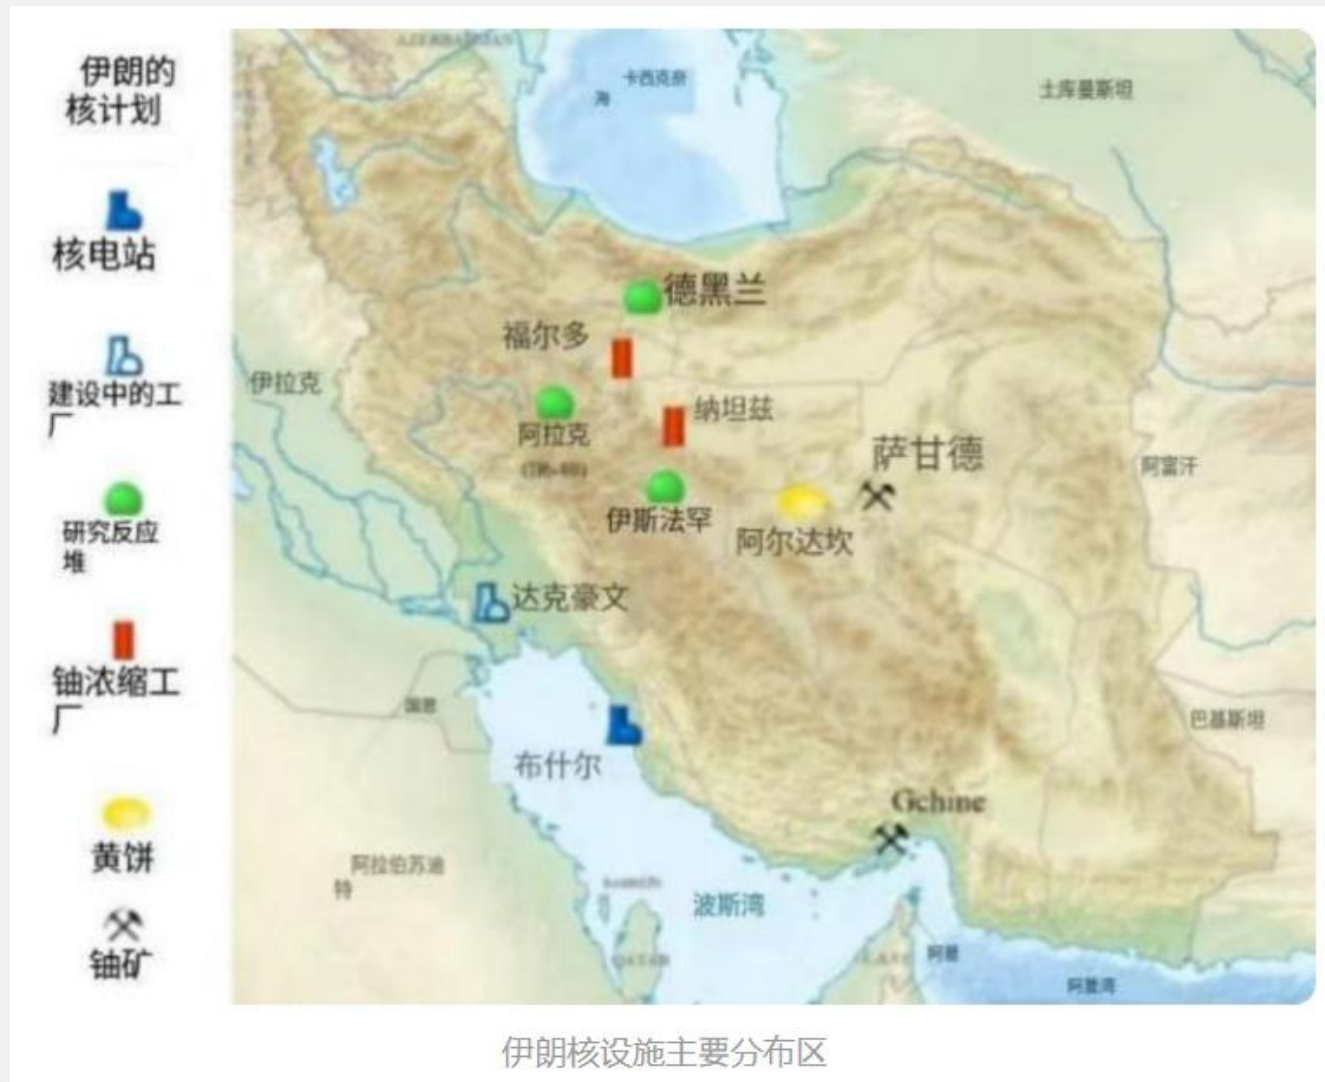 伊朗的
核计划
核电站
建设中的工
厂
研究反应
堆
铀浓缩工
厂
黄饼
铀矿
卡西克奈
海
土库曼斯坦
德黑兰
福尔多
伊拉克
阿拉克
纳坦兹
萨甘德
阿富汗
伊斯法罕
阿尔达坎
达克豪文
巴基斯坦
布什尔
Gchine
阿拉伯苏迪
特
波斯湾
QATAR
阿曼湾
伊朗核设施主要分布区